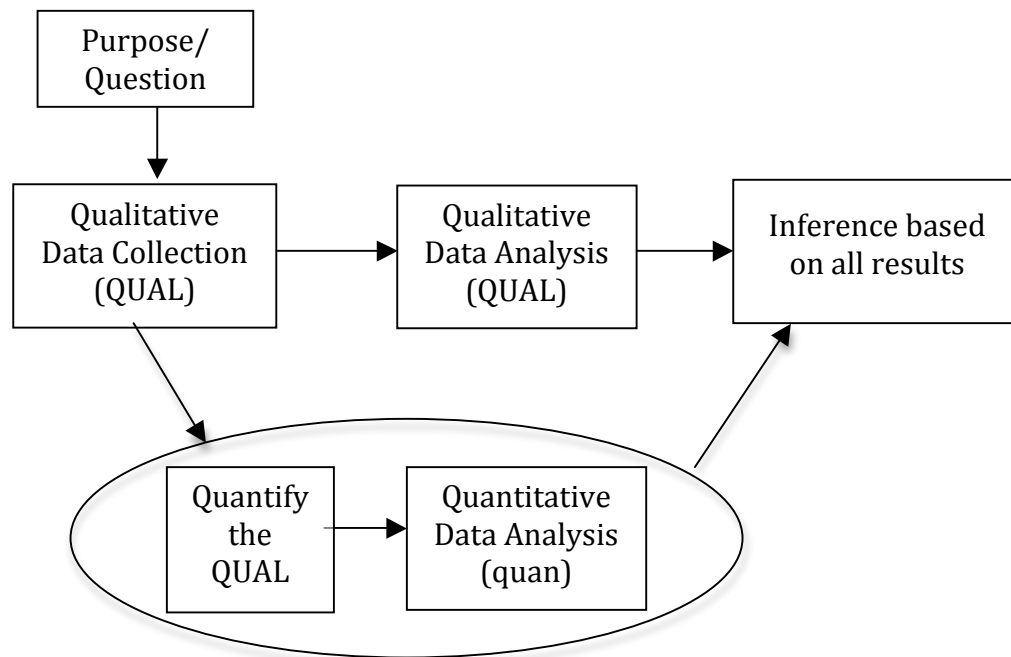 Purpose/
Question
Qualitative
Data Collection
(QUAL)
Qualitative
Data Analysis
(QUAL)
Inference based
on all results
Quantify
the
QUAL
Quantitative
Data Analysis
(quan)